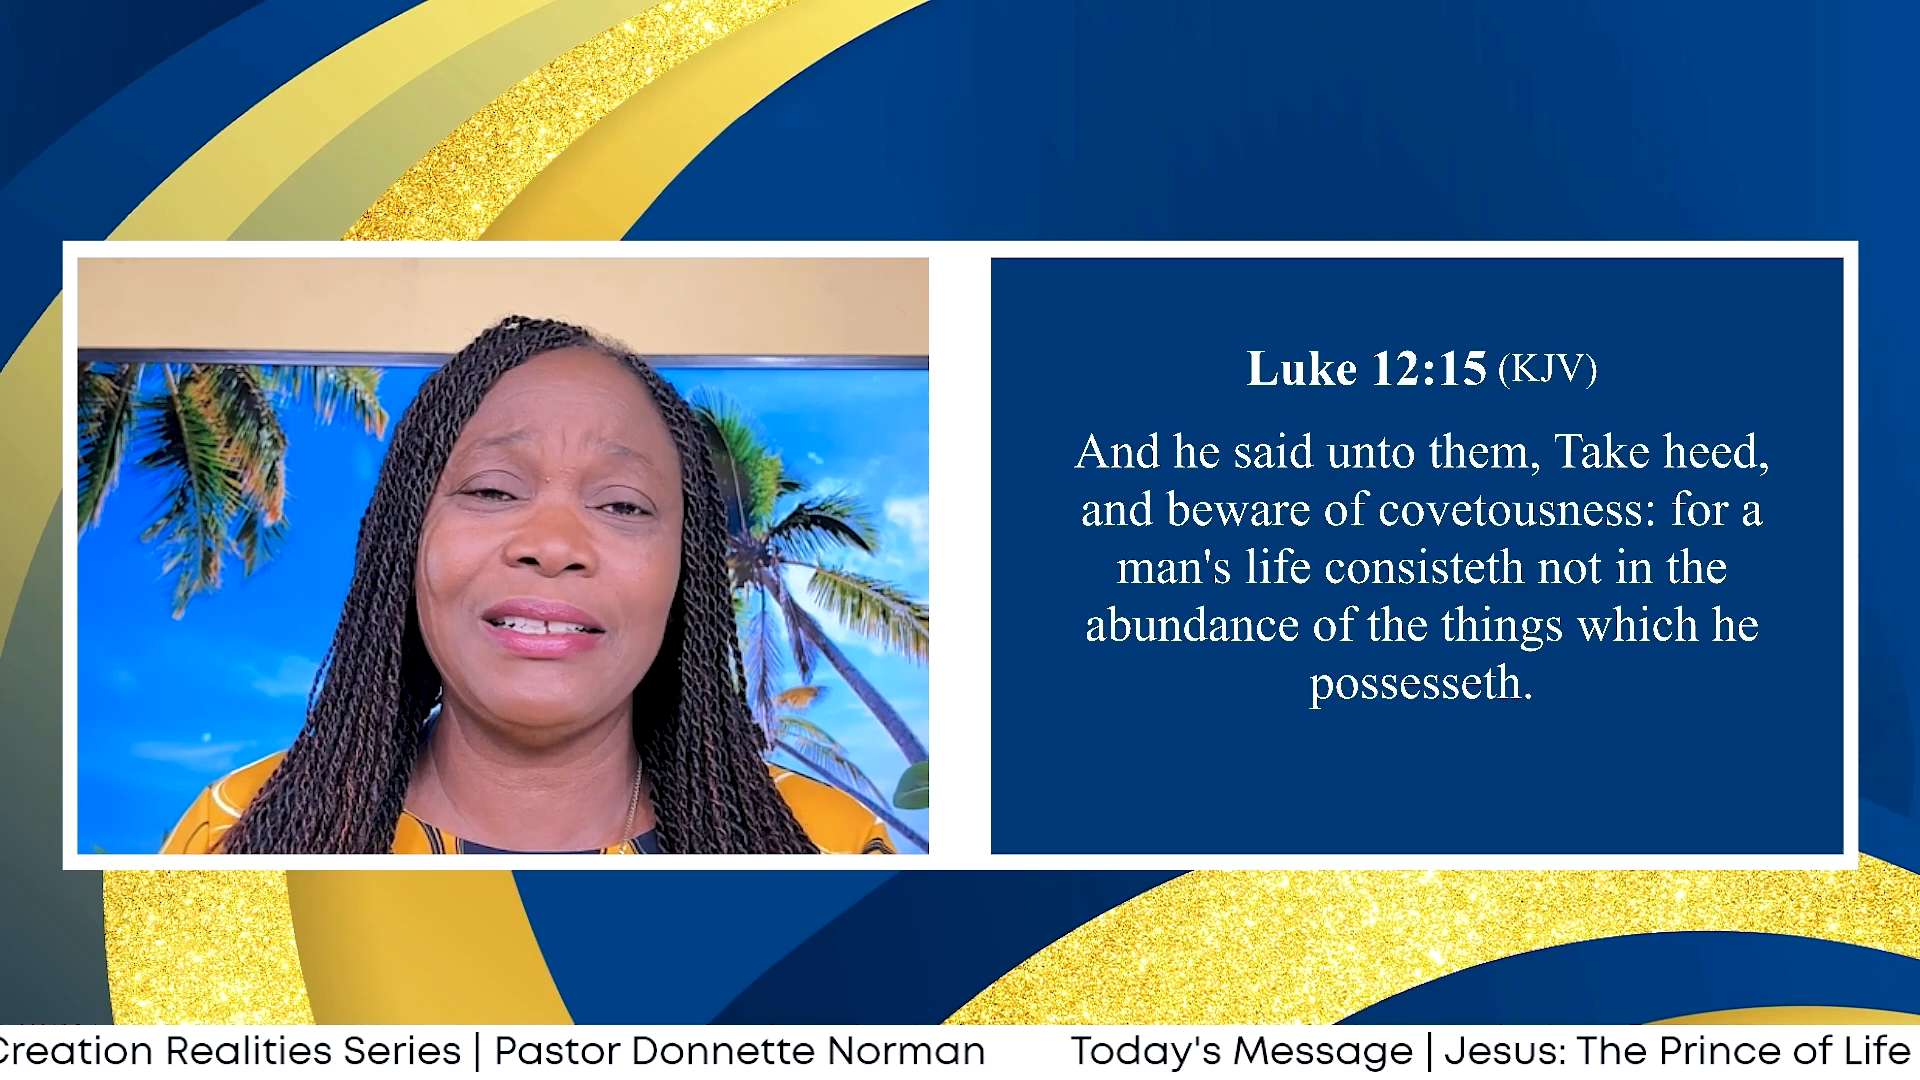 Luke 12:15 (KJV)
And he said unto them, Take heed,
and beware of covetousness: for a
man's life consisteth not in the
abundance of the things which he
possesseth.
Creation Realities Series | Pastor Donnette Norman Today's Message | Jesus: The Prince of Life